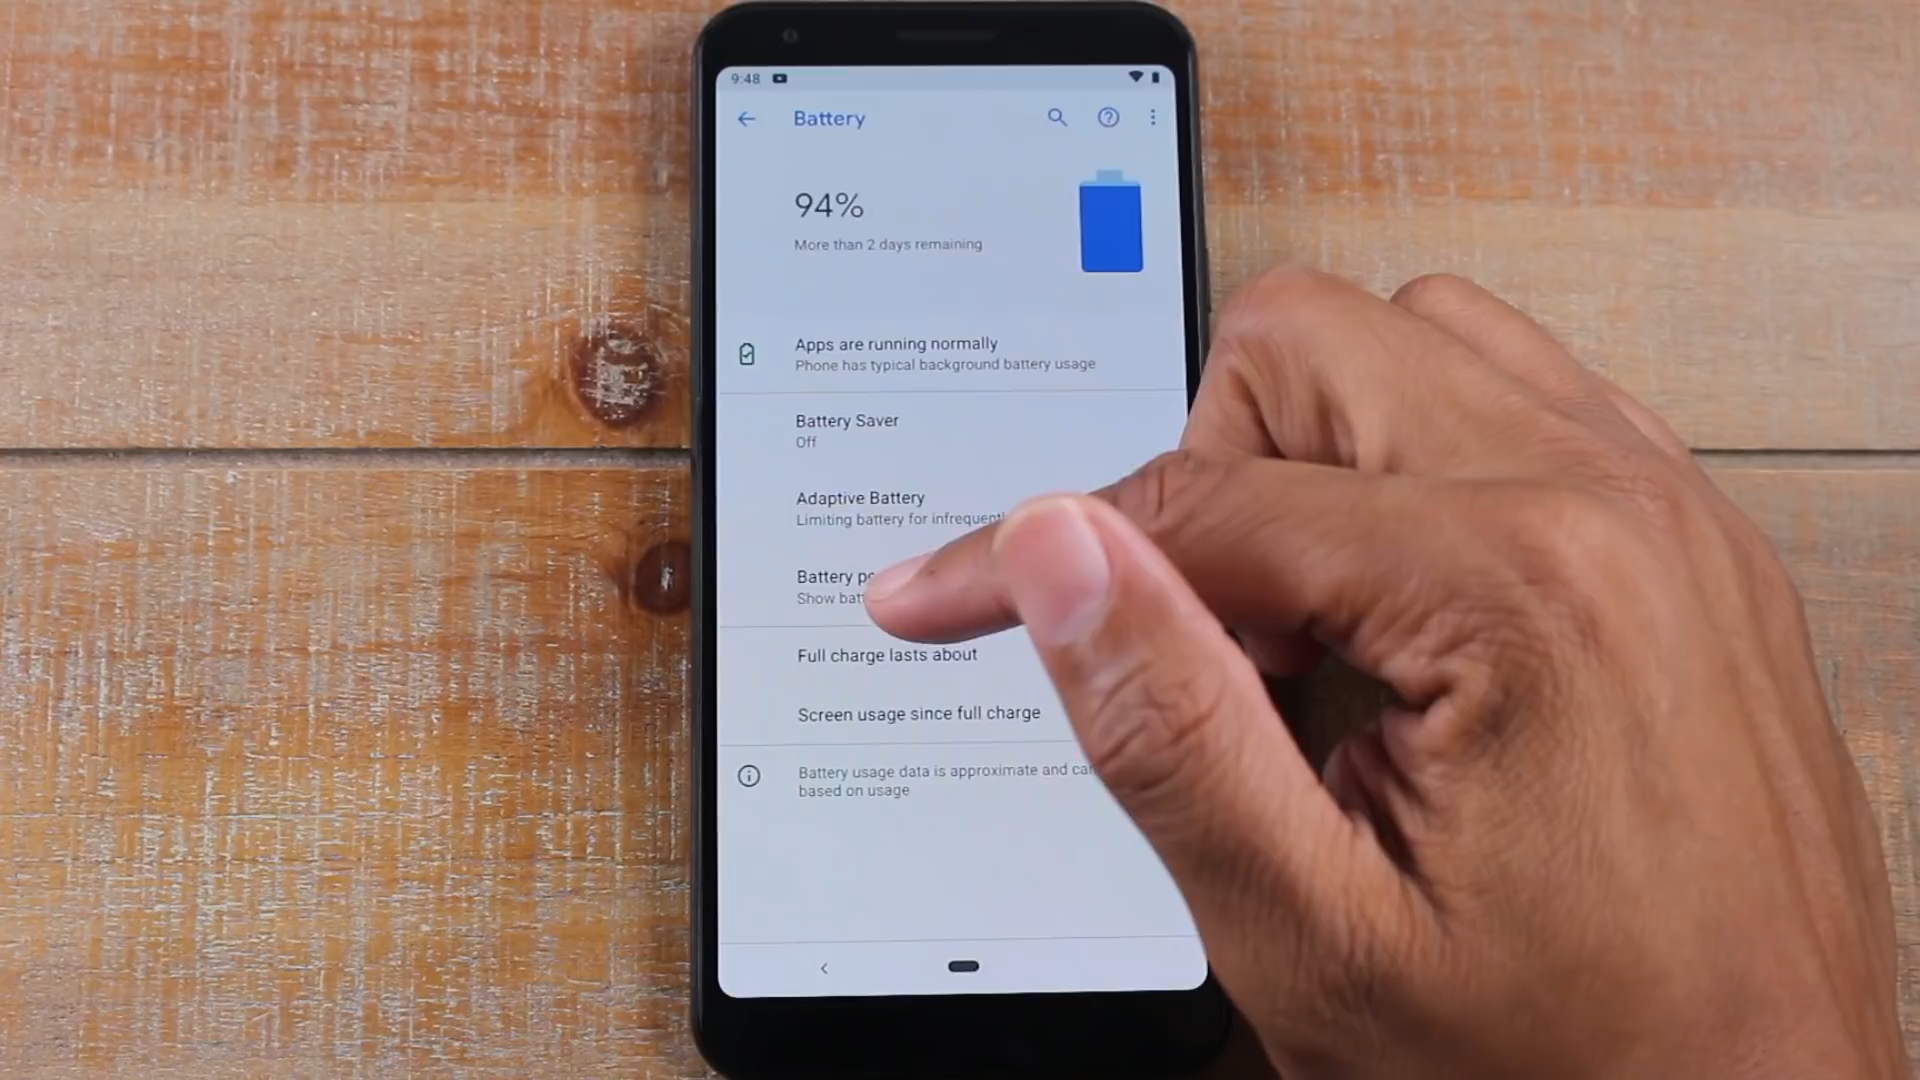 9:48
Battery
94%
More than 2 days remaining
Apps are running normally
Phone has typical background battery usage
Battery Saver
Off
Adaptive Battery
Limiting battery for
Battery
Show
Full charge lasts about
Screen usage since full charge
Battery usage data is approximate and
based on usage